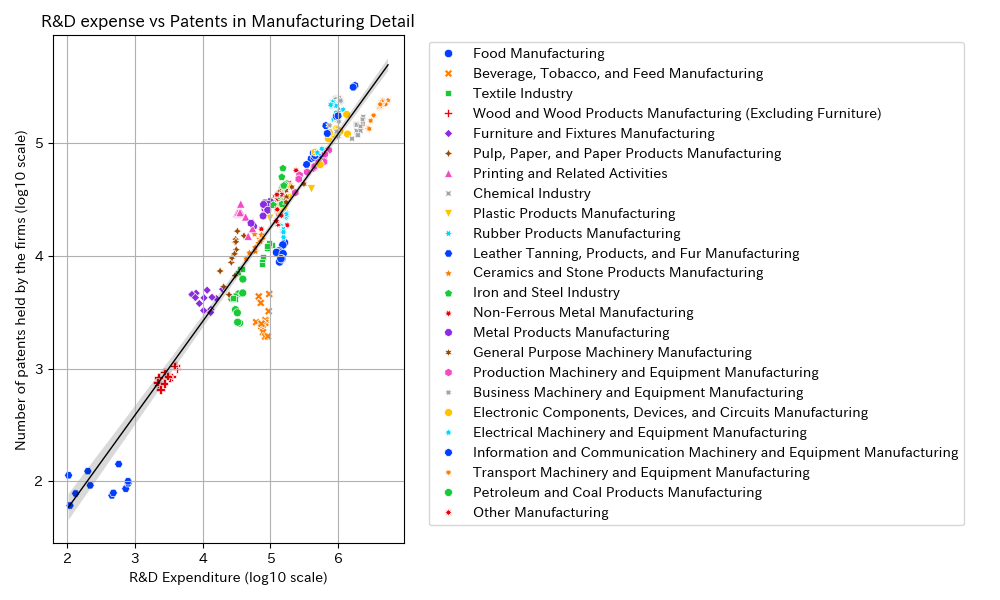 R&D expense vs Patents in Manufacturing Detail
Number of patents held by the firms (log10 scale)
5
4
3
2
2 3 4 5 6
R&D Expenditure (log10 scale)
Food Manufacturing
Beverage, Tobacco, and Feed Manufacturing
Textile Industry
Wood and Wood Products Manufacturing (Excluding Furniture)
Furniture and Fixtures Manufacturing
Pulp, Paper, and Paper Products Manufacturing
Printing and Related Activities
Chemical Industry
Plastic Products Manufacturing
Rubber Products Manufacturing
Leather Tanning, Products, and Fur Manufacturing
Ceramics and Stone Products Manufacturing
Iron and Steel Industry
Non-Ferrous Metal Manufacturing
Metal Products Manufacturing
General Purpose Machinery Manufacturing
Production Machinery and Equipment Manufacturing
Business Machinery and Equipment Manufacturing
Electronic Components, Devices, and Circuits Manufacturing
Electrical Machinery and Equipment Manufacturing
Information and Communication Machinery and Equipment Manufacturing
Transport Machinery and Equipment Manufacturing
Petroleum and Coal Products Manufacturing
Other Manufacturing